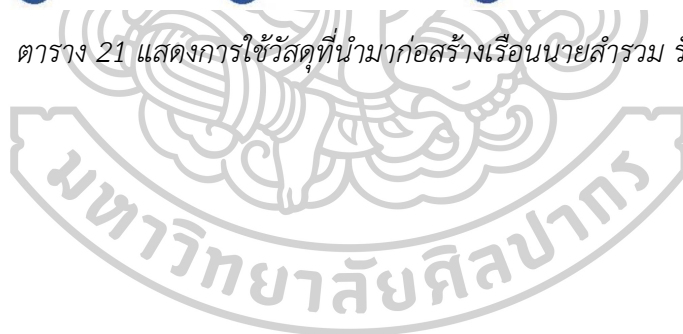 ตาราง 21 แสดงการใช้วัสดุที่นำมาก่อสร้างเรือนนายสำรวม
มหาวิทยาลัยศิลปากร